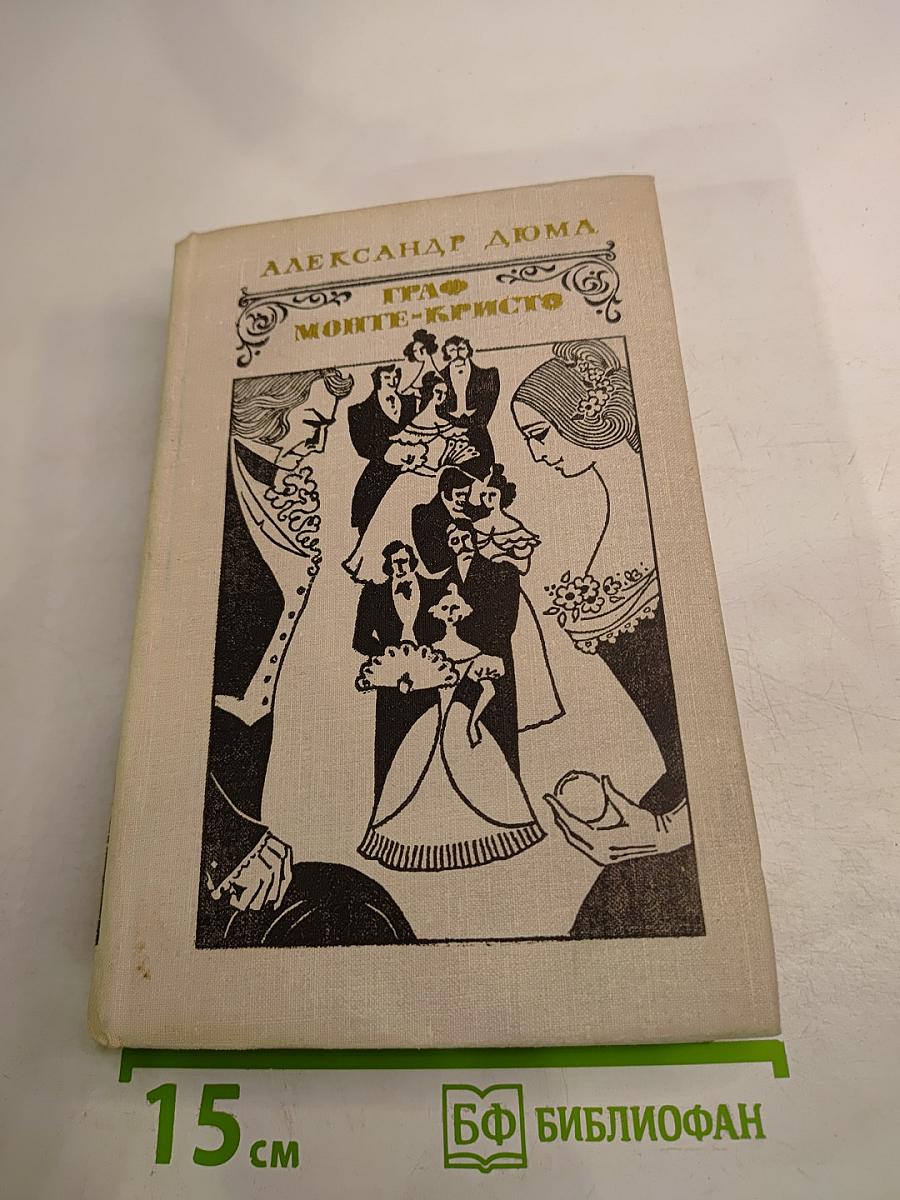 АЛЕКСАНДР ДЮМА
ГРАФ
МОНТЕ-КРИСТО
15 см
БФ БИБЛИОФАН